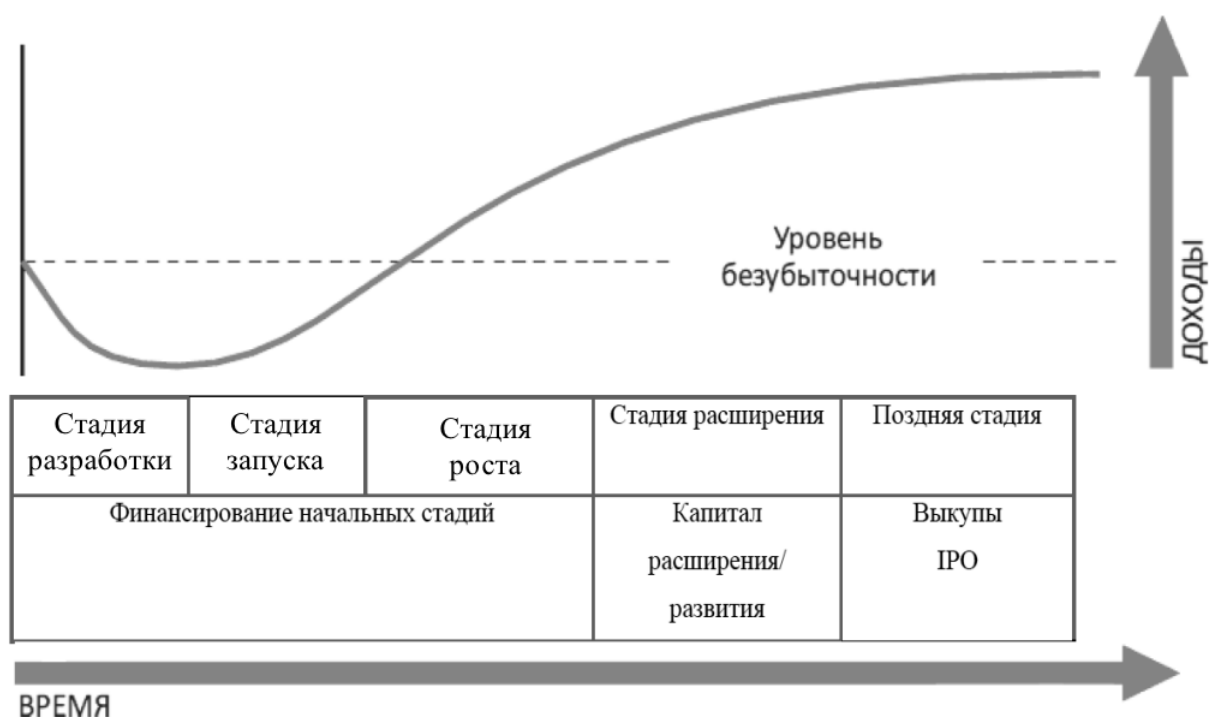 Уровень
безубыточности
ДОХОДЫ
Стадия
разработки
Стадия
запуска
Стадия
роста
Стадия расширения
Поздняя стадия
Финансирование начальных стадий
Капитал
расширения/
развития
Выкупы
IPO
ВРЕМЯ